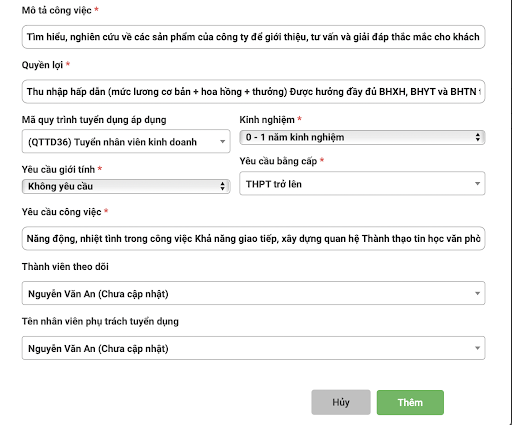 Mô tả công việc *
Tìm hiểu, nghiên cứu về các sản phẩm của công ty để giới thiệu, tư vấn và giải đáp thắc mắc cho khách
Quyền lợi *
Thu nhập hấp dẫn (mức lương cơ bản + hoa hồng + thưởng) Được hưởng đầy đủ BHXH, BHYT và BHTN
Mã quy trình tuyển dụng áp dụng
(QTTD36) Tuyển nhân viên kinh doanh
Kinh nghiệm *
0 - 1 năm kinh nghiệm
Yêu cầu giới tính *
Không yêu cầu
Yêu cầu bằng cấp *
THPT trở lên
Yêu cầu công việc *
Năng động, nhiệt tình trong công việc Khả năng giao tiếp, xây dựng quan hệ Thành thạo tin học văn phò
Thành viên theo dõi
Nguyễn Văn An (Chưa cập nhật)
Tên nhân viên phụ trách tuyển dụng
Nguyễn Văn An (Chưa cập nhật)
Hủy
Thêm